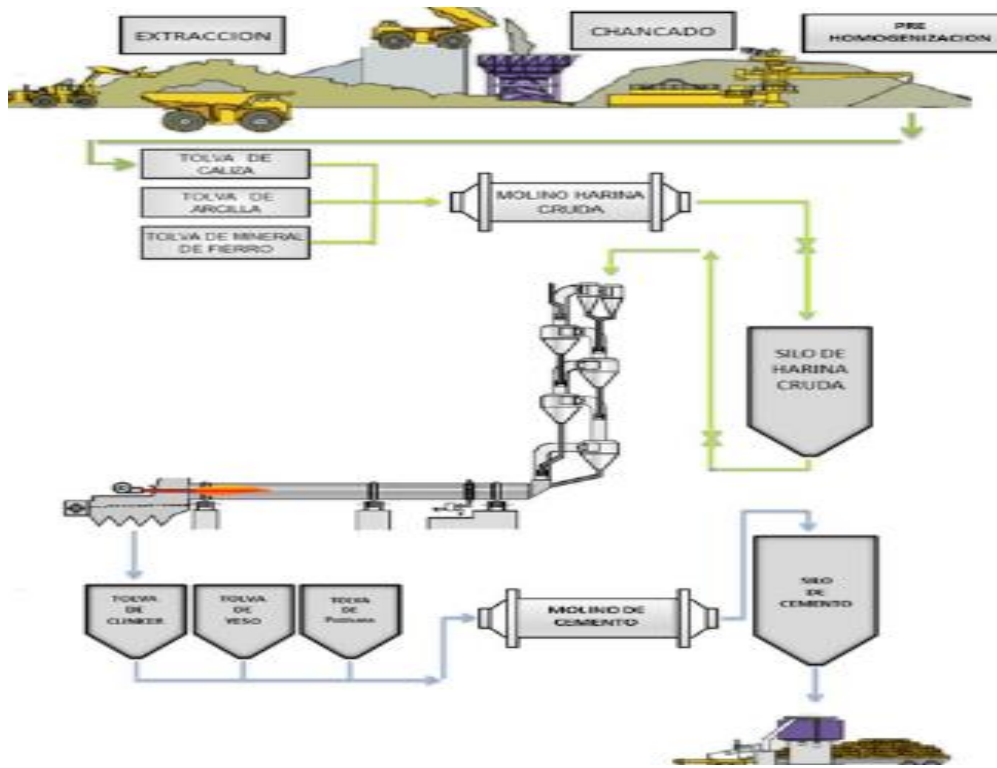 EXTRACCION
CHANCADO
PRE
HOMOGENIZACION
TOLVA DE
CALIZA
TOLVA DE
ARCILLA
TOLVA DE MINERAL
DE FIERRO
MOLINO HARINA
CRUDA
SILO DE
HARINA
CRUDA
TOLVA
DE
CLINKER
TOLVA
DE
YESO
TOLVA
DE
PUZOLANA
MOLINO DE
CEMENTO
SILO
DE
CEMENTO